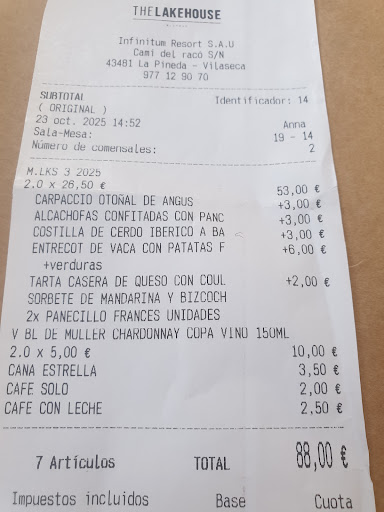 THE LAKEHOUSE
Infinitum Resort S.A.U
Camí del racó S/N
43481 La Pineda - Vilaseca
977 12 90 70
SUBTOTAL Identificador: 14
( ORIGINAL )
23 oct. 2025 14:52 Anna
Sala-Mesa: 19 - 14
Número de comensales: 2
M.LKS 3 2025
2.0 x 26,50 € 53,00 €
CARPACCIO OTOÑAL DE ANGUS +3,00 €
ALCACHOFAS CONFITADAS CON PANC +3,00 €
COSTILLA DE CERDO IBERICO A BA +3,00 €
ENTRECOT DE VACA CON PATATAS F +6,00 €
+verduras
TARTA CASERA DE QUESO CON COUL +2,00 €
SORBETE DE MANDARINA Y BIZCOCH
2x PANECILLO FRANCES UNIDADES
V BL DE MULLER CHARDONNAY COPA VINO 150ML
2.0 x 5,00 € 10,00 €
CANA ESTRELLA 3,50 €
CAFE SOLO 2,00 €
CAFE CON LECHE 2,50 €
7 Artículos TOTAL 88,00 €
Impuestos incluidos Base Cuota